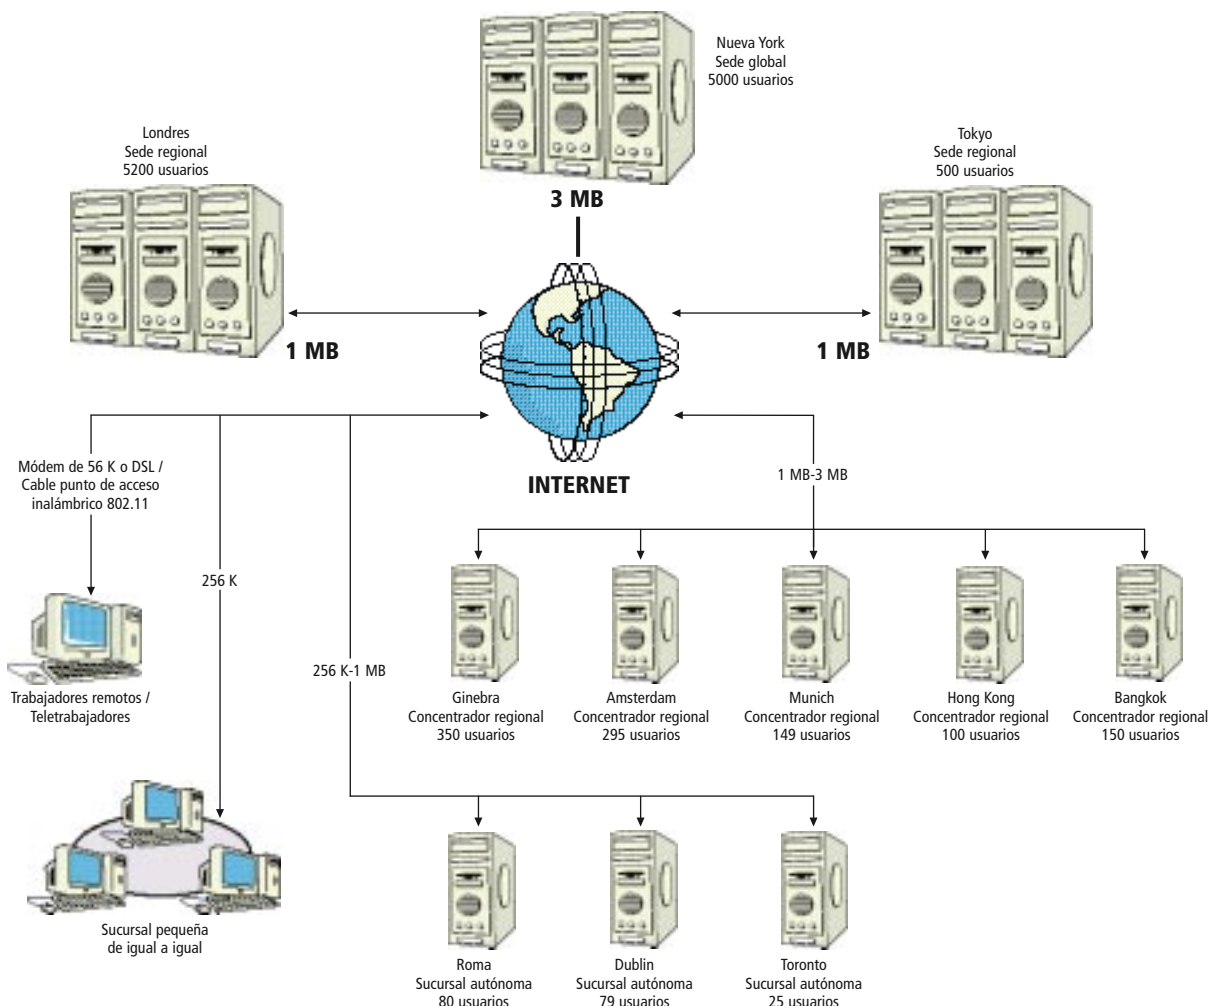 Nueva York
Sede global
5000 usuarios
Londres
Sede regional
5200 usuarios
Tokyo
Sede regional
500 usuarios
3 MB
1 MB
1 MB
INTERNET
Módem de 56 K o DSL /
Cable punto de acceso
inalámbrico 802.11
1 MB-3 MB
256 K
256 K-1 MB
Trabajadores remotos /
Teletrabajadores
Ginebra
Concentrador regional
350 usuarios
Amsterdam
Concentrador regional
295 usuarios
Munich
Concentrador regional
149 usuarios
Hong Kong
Concentrador regional
100 usuarios
Bangkok
Concentrador regional
150 usuarios
Sucursal pequeña
de igual a igual
Roma
Sucursal autónoma
80 usuarios
Dublin
Sucursal autónoma
79 usuarios
Toronto
Sucursal autónoma
25 usuarios